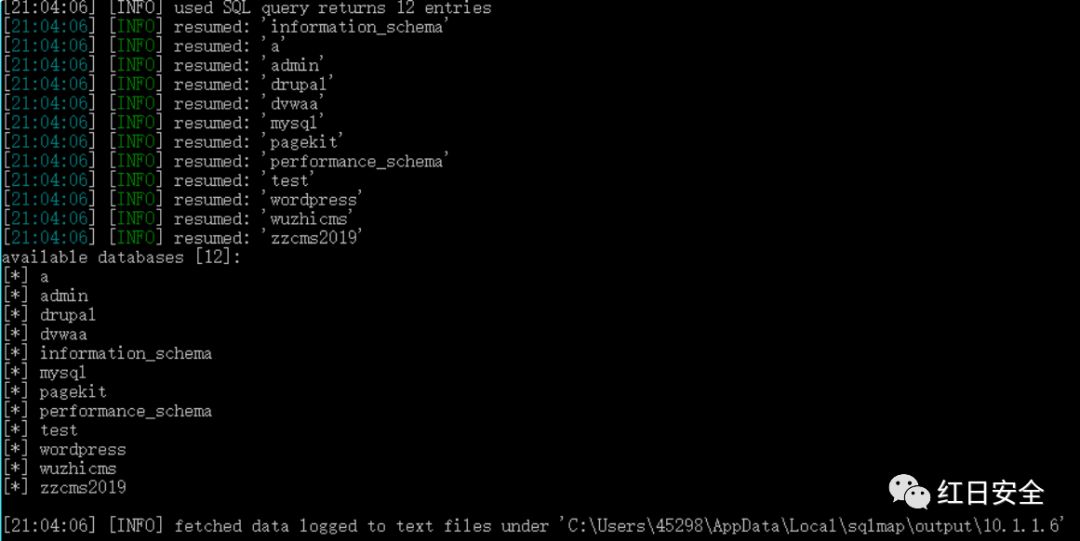 [21:04:06] [INFO] used SQL query returns 12 entries
[21:04:06] [INFO] resumed: 'information_schema'
[21:04:06] [INFO] resumed: 'a'
[21:04:06] [INFO] resumed: 'admin'
[21:04:06] [INFO] resumed: 'drupal'
[21:04:06] [INFO] resumed: 'dvwaa'
[21:04:06] [INFO] resumed: 'mysql'
[21:04:06] [INFO] resumed: 'pagekit'
[21:04:06] [INFO] resumed: 'performance_schema'
[21:04:06] [INFO] resumed: 'test'
[21:04:06] [INFO] resumed: 'wordpress'
[21:04:06] [INFO] resumed: 'wuzhicms'
[21:04:06] [INFO] resumed: 'zzcms2019'
available databases [12]:
[*] a
[*] admin
[*] drupal
[*] dvwaa
[*] information_schema
[*] mysql
[*] pagekit
[*] performance_schema
[*] test
[*] wordpress
[*] wuzhicms
[*] zzcms2019
红日安全
[21:04:06] [INFO] fetched data logged to text files under 'C:\Users\45298\AppData\Local\sqlmap\output\10.1.1.6'